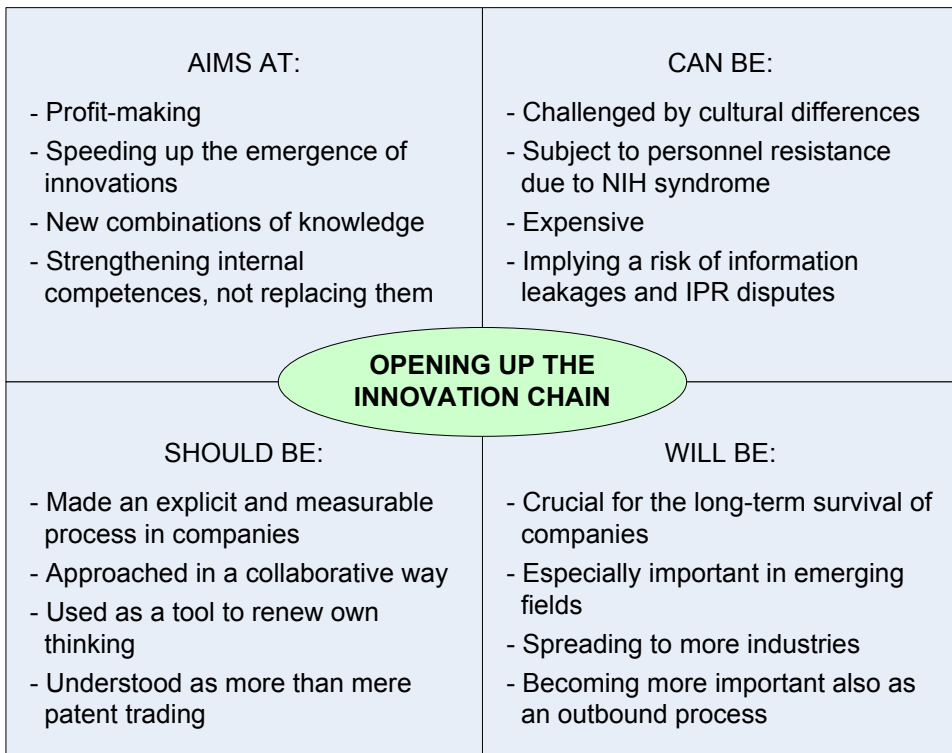 AIMS AT:
- Profit-making
- Speeding up the emergence of
innovations
- New combinations of knowledge
- Strengthening internal
competences, not replacing them
CAN BE:
- Challenged by cultural differences
- Subject to personnel resistance
due to NIH syndrome
- Expensive
- Implying a risk of information
leakages and IPR disputes
OPENING UP THE
INNOVATION CHAIN
SHOULD BE:
- Made an explicit and measurable
process in companies
- Approached in a collaborative way
- Used as a tool to renew own
thinking
- Understood as more than mere
patent trading
WILL BE:
- Crucial for the long-term survival of
companies
- Especially important in emerging
fields
- Spreading to more industries
- Becoming more important also as
an outbound process